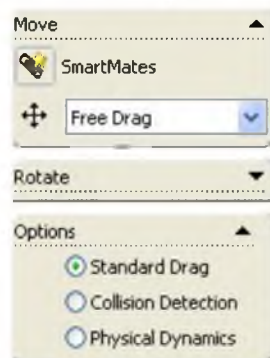 Move
SmartMates
Free Drag
Rotate
Options
Standard Drag
Collision Detection
Physical Dynamics